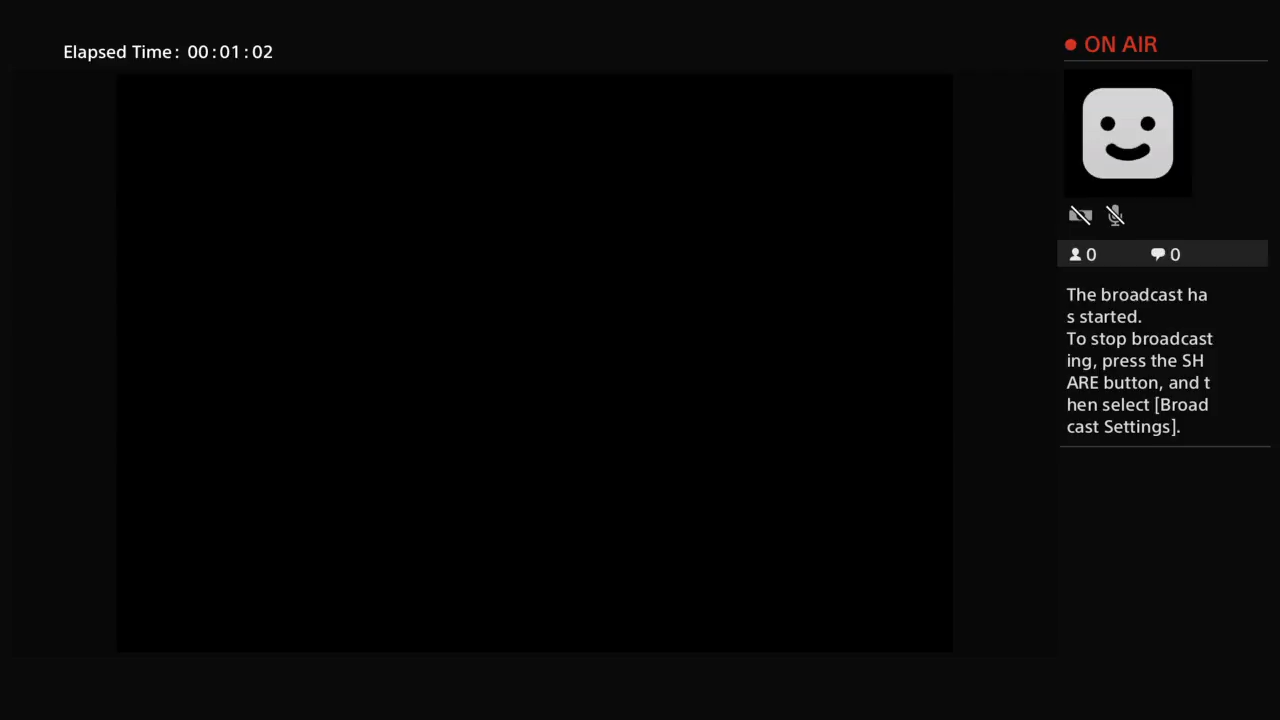 Elapsed Time: 00:01:02
ON AIR
0 0
The broadcast ha
s started.
To stop broadcast
ing, press the SH
ARE button, and t
hen select [Broad
cast Settings].